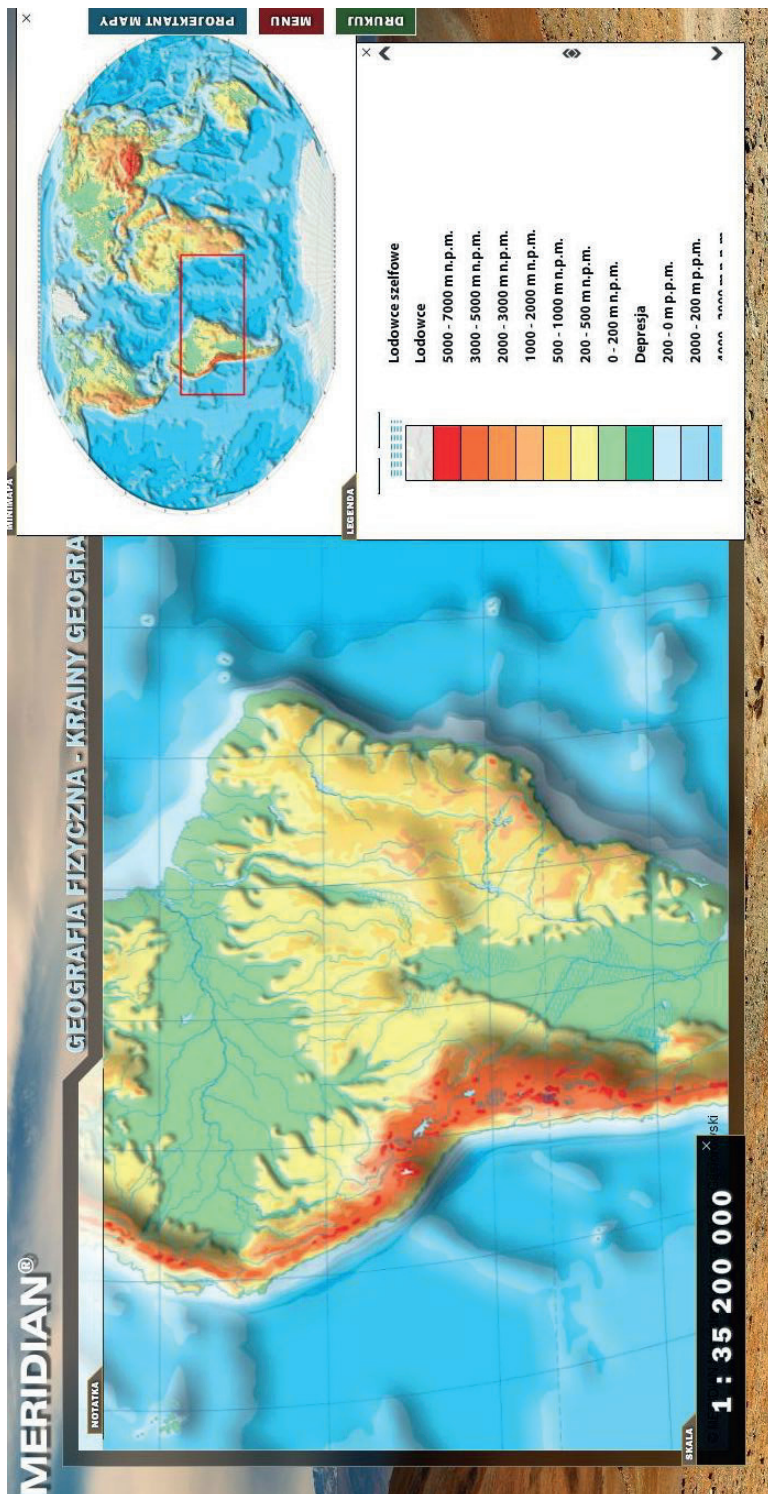 MERIDIAN®
GEOGRAFIA FIZYCZNA - KRAINY GEOGRA
NOTATKA
SKALA
1 : 35 200 000
MINIMAPA
PROJEKTANT MAPY
MENU
DRUKUJ
LEGENDA
Lodowce szelfowe
Lodowce
5000 - 7000 m n.p.m.
3000 - 5000 m n.p.m.
2000 - 3000 m n.p.m.
1000 - 2000 m n.p.m.
500 - 1000 m n.p.m.
200 - 500 m n.p.m.
0 - 200 m n.p.m.
Depresja
200 - 0 m p.p.m.
2000 - 200 m p.p.m.